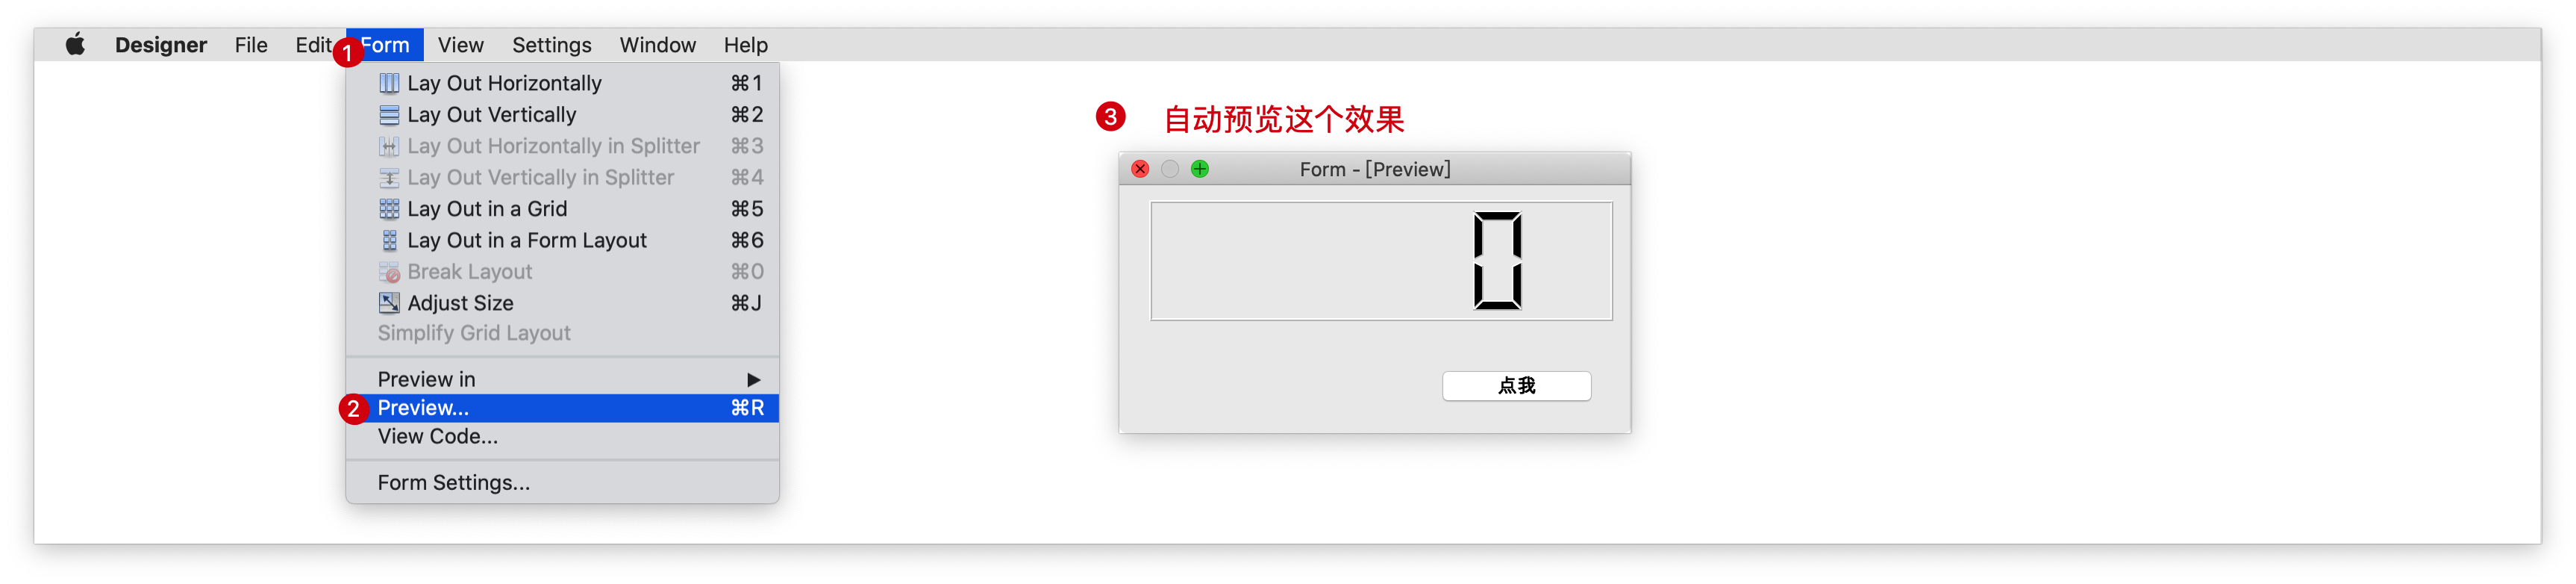 Designer File Edit Form View Settings Window Help
1
Lay Out Horizontally ⌘1
Lay Out Vertically ⌘2
Lay Out Horizontally in Splitter ⌘3
Lay Out Vertically in Splitter ⌘4
Lay Out in a Grid ⌘5
Lay Out in a Form Layout ⌘6
Break Layout ⌘0
Adjust Size ⌘J
Simplify Grid Layout
Preview in ▶
2 Preview... ⌘R
View Code...
Form Settings...
3 自动预览这个效果
Form - [Preview]
0
点我